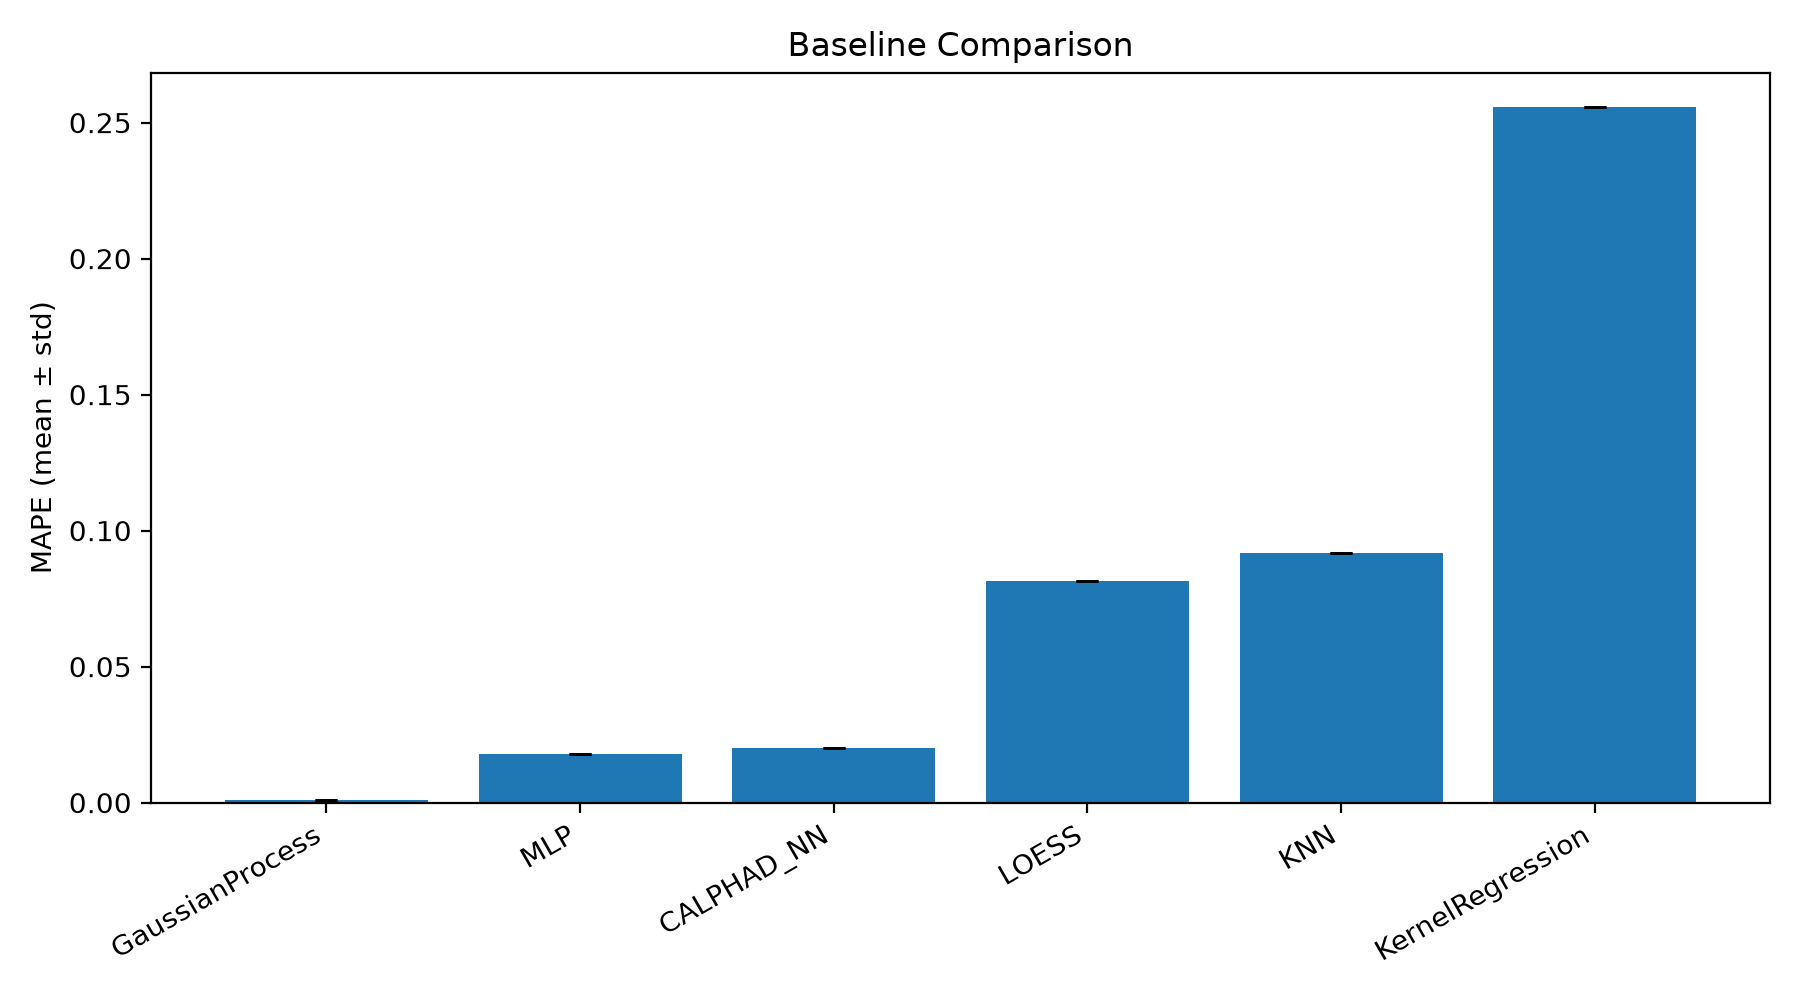 Baseline Comparison
MAPE (mean ± std)
0.25
0.20
0.15
0.10
0.05
0.00
GaussianProcess
MLP
CALPHAD_NN
LOESS
KNN
KernelRegression